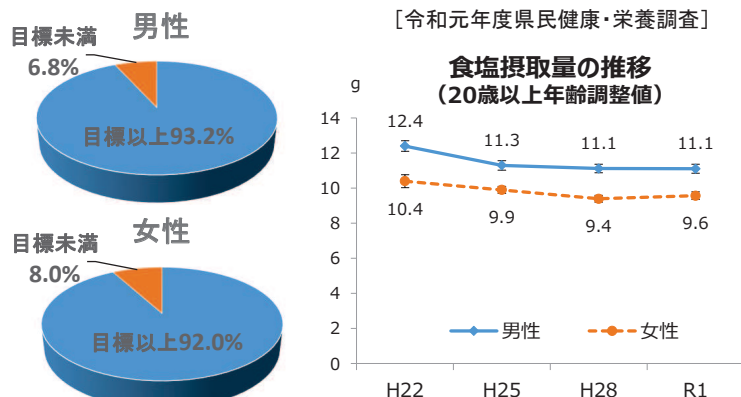 男性
目標未満
6.8%
目標以上93.2%
女性
目標未満
8.0%
目標以上92.0%
［令和元年度県民健康・栄養調査］
食塩摂取量の推移
（20歳以上年齢調整値）
g
14
12
10
8
6
4
2
0
12.4
11.3
11.1
11.1
10.4
9.9
9.4
9.6
男性
女性
H22
H25
H28
R1